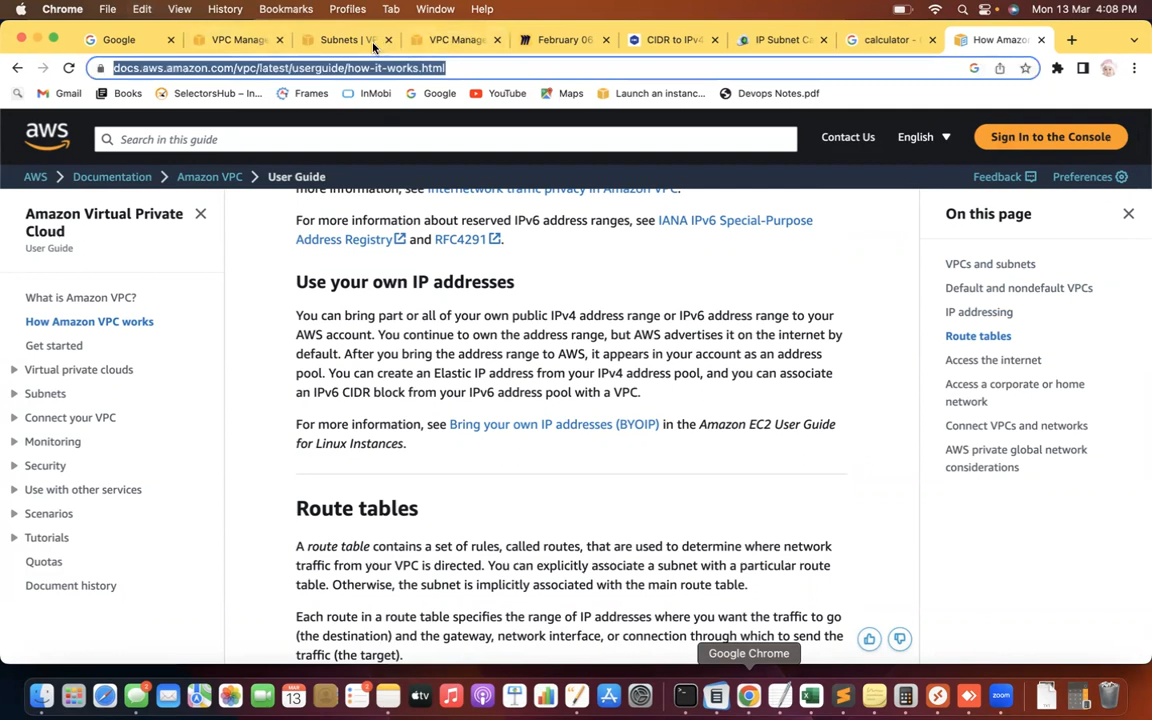 Chrome File Edit View History Bookmarks Profiles Tab Window Help Mon 13 Mar 4:08 PM
Google VPC Manage Subnets | VP VPC Manage February 06 CIDR to IPv4 IP Subnet Ca calculator - How Amazon
docs.aws.amazon.com/vpc/latest/userguide/how-it-works.html
Gmail Books SelectorsHub – In... Frames InMobi Google YouTube Maps Launch an instanc... Devops Notes.pdf
aws Search in this guide Contact Us English Sign In to the Console
AWS > Documentation > Amazon VPC > User Guide Feedback Preferences
Amazon Virtual Private
Cloud
User Guide
What is Amazon VPC?
How Amazon VPC works
Get started
Virtual private clouds
Subnets
Connect your VPC
Monitoring
Security
Use with other services
Scenarios
Tutorials
Quotas
Document history
more information, see Internetwork traffic privacy in Amazon VPC.
For more information about reserved IPv6 address ranges, see IANA IPv6 Special-Purpose
Address Registry and RFC4291.
Use your own IP addresses
You can bring part or all of your own public IPv4 address range or IPv6 address range to your
AWS account. You continue to own the address range, but AWS advertises it on the internet by
default. After you bring the address range to AWS, it appears in your account as an address
pool. You can create an Elastic IP address from your IPv4 address pool, and you can associate
an IPv6 CIDR block from your IPv6 address pool with a VPC.
For more information, see Bring your own IP addresses (BYOIP) in the Amazon EC2 User Guide
for Linux Instances.
Route tables
A route table contains a set of rules, called routes, that are used to determine where network
traffic from your VPC is directed. You can explicitly associate a subnet with a particular route
table. Otherwise, the subnet is implicitly associated with the main route table.
Each route in a route table specifies the range of IP addresses where you want the traffic to go
(the destination) and the gateway, network interface, or connection through which to send the
traffic (the target).
On this page
VPCs and subnets
Default and nondefault VPCs
IP addressing
Route tables
Access the internet
Access a corporate or home
network
Connect VPCs and networks
AWS private global network
considerations
Google Chrome
MAR
13
tv
zoom